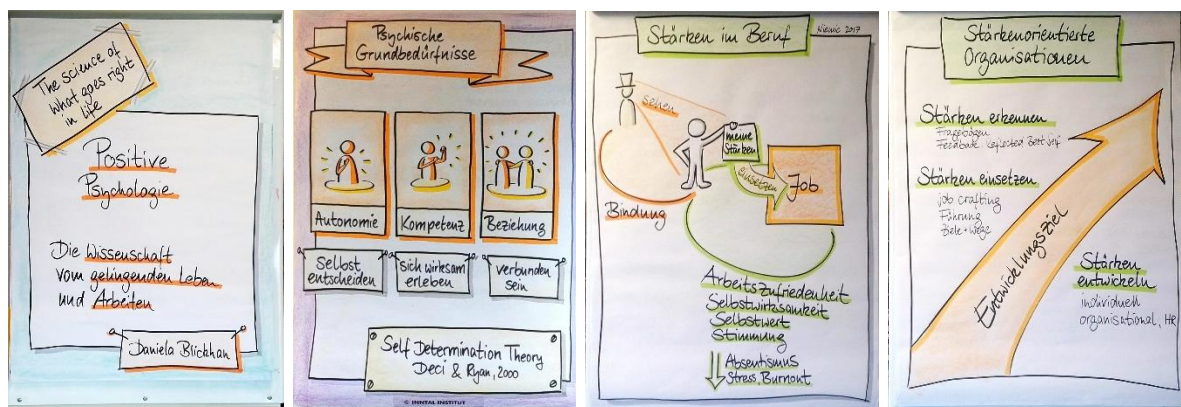 The science of
what goes right
in life
Positive
Psychologie
Die Wissenschaft
vom gelingenden Leben
und Arbeiten
Daniela Blickhan
Psychische
Grundbedürfnisse
Autonomie
Kompetenz
Beziehung
Selbst
entscheiden
sich wirksam
erleben
verbunden
sein
Self Determination Theory
Deci & Ryan, 2000
© INNTAL INSTITUT
Stärken im Beruf
2017
sehen
meine
Stärken
einsetzen
Job
Bindung
Arbeitszufriedenheit
Selbstwirksamkeit
Selbstwert
Stimmung
Absentismus
Stress, Burnout
Stärkenorientierte
Organisationen
Stärken erkennen
Fragebögen
Feedback Reflected Best Self
Stärken einsetzen
job crafting
Führung
Ziele + Wege
Entwicklungsziel
Stärken
entwickeln
individuell
organisational, HR